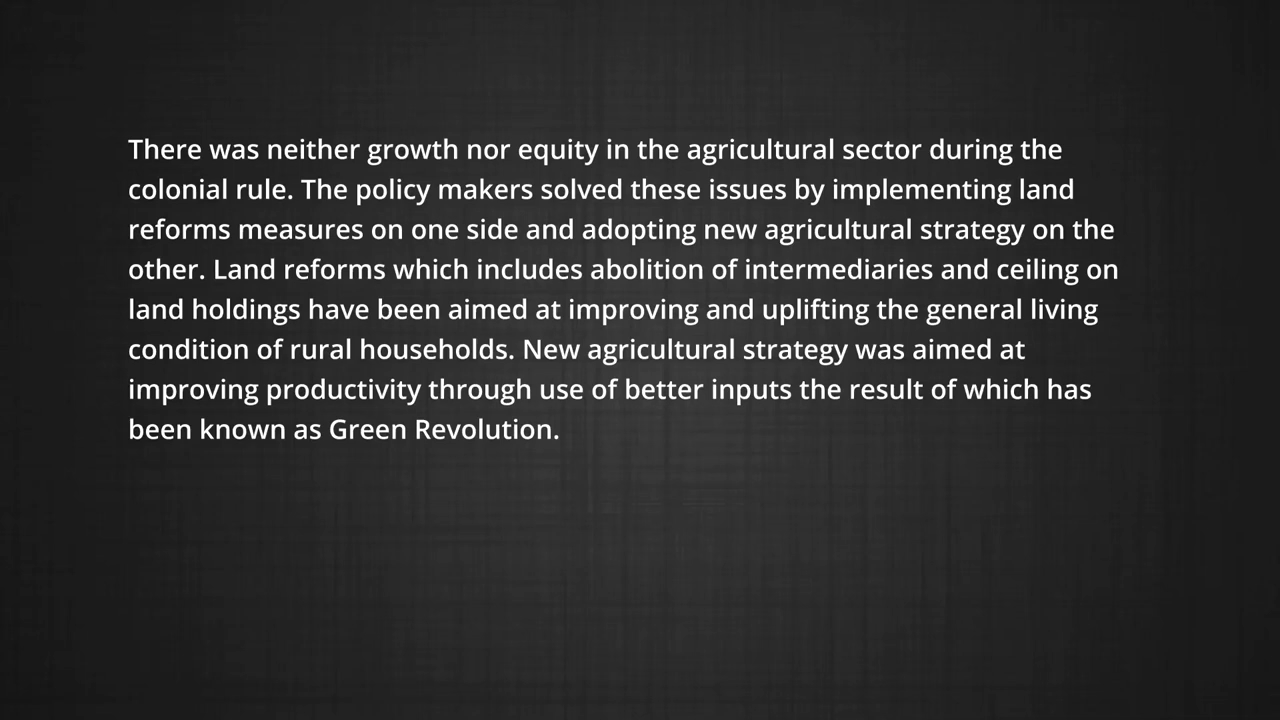 There was neither growth nor equity in the agricultural sector during the
colonial rule. The policy makers solved these issues by implementing land
reforms measures on one side and adopting new agricultural strategy on the
other. Land reforms which includes abolition of intermediaries and ceiling on
land holdings have been aimed at improving and uplifting the general living
condition of rural households. New agricultural strategy was aimed at
improving productivity through use of better inputs the result of which has
been known as Green Revolution.